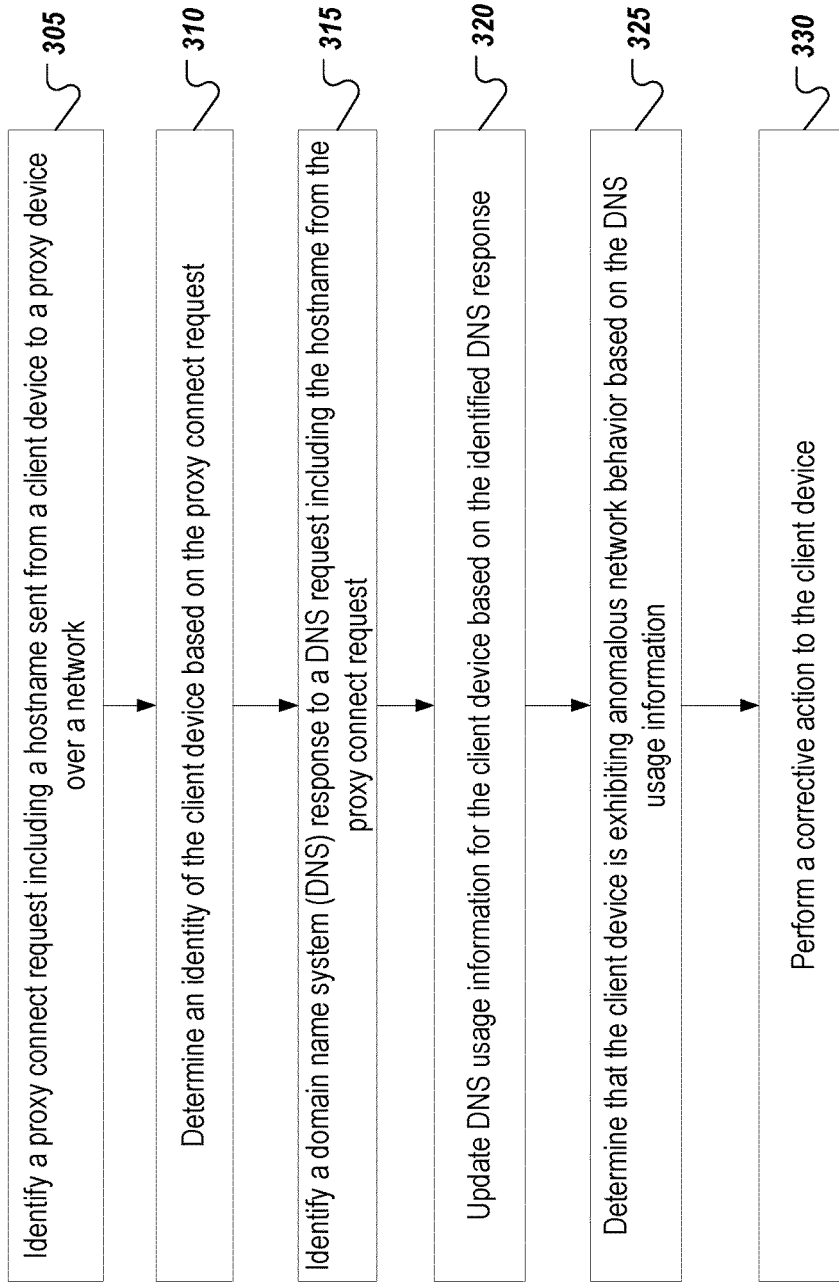 Identify a proxy connect request including a hostname sent from a client device to a proxy device
over a network
305
Determine an identity of the client device based on the proxy connect request
310
Identify a domain name system (DNS) response to a DNS request including the hostname from the
proxy connect request
315
Update DNS usage information for the client device based on the identified DNS response
320
Determine that the client device is exhibiting anomalous network behavior based on the DNS
usage information
325
Perform a corrective action to the client device
330